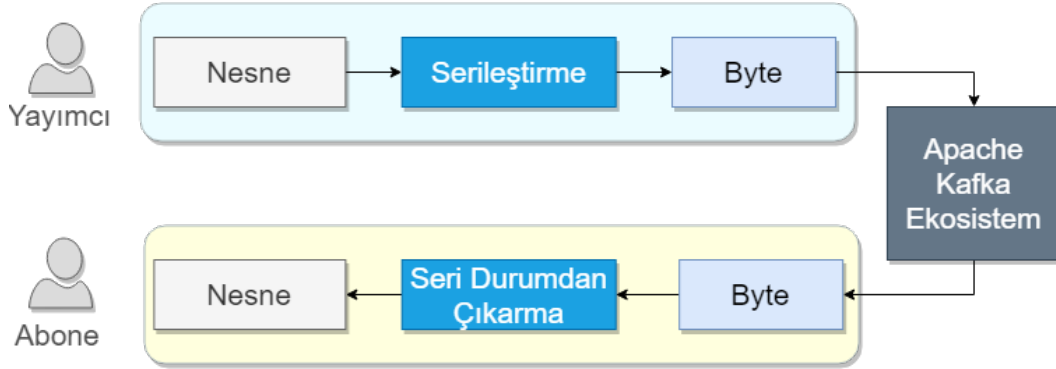 Nesne
Serileştirme
Byte
Yayımcı
Apache
Kafka
Ekosistem
Nesne
Seri Durumdan
Çıkarma
Byte
Abone